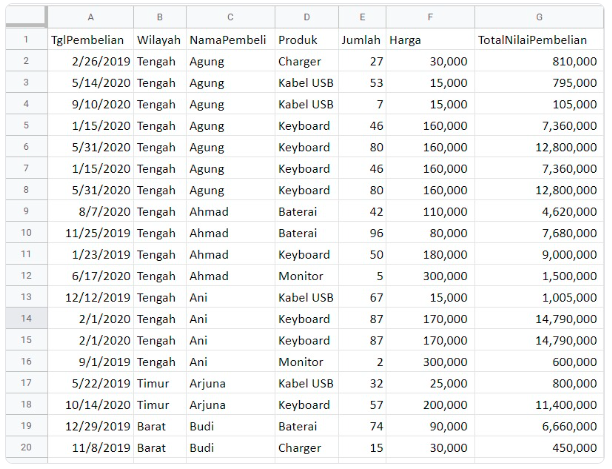 A B C D E F G
1 TglPembelian Wilayah NamaPembeli Produk Jumlah Harga TotalNilaiPembelian
2 2/26/2019 Tengah Agung Charger 27 30,000 810,000
3 5/14/2020 Tengah Agung Kabel USB 53 15,000 795,000
4 9/10/2020 Tengah Agung Kabel USB 7 15,000 105,000
5 1/15/2020 Tengah Agung Keyboard 46 160,000 7,360,000
6 5/31/2020 Tengah Agung Keyboard 80 160,000 12,800,000
7 1/15/2020 Tengah Agung Keyboard 46 160,000 7,360,000
8 5/31/2020 Tengah Agung Keyboard 80 160,000 12,800,000
9 8/7/2020 Tengah Ahmad Baterai 42 110,000 4,620,000
10 11/25/2019 Tengah Ahmad Baterai 96 80,000 7,680,000
11 1/23/2019 Tengah Ahmad Keyboard 50 180,000 9,000,000
12 6/17/2020 Tengah Ahmad Monitor 5 300,000 1,500,000
13 12/12/2019 Tengah Ani Kabel USB 67 15,000 1,005,000
14 2/1/2020 Tengah Ani Keyboard 87 170,000 14,790,000
15 2/1/2020 Tengah Ani Keyboard 87 170,000 14,790,000
16 9/1/2019 Tengah Ani Monitor 2 300,000 600,000
17 5/22/2019 Timur Arjuna Kabel USB 32 25,000 800,000
18 10/14/2020 Timur Arjuna Keyboard 57 200,000 11,400,000
19 12/29/2019 Barat Budi Baterai 74 90,000 6,660,000
20 11/8/2019 Barat Budi Charger 15 30,000 450,000